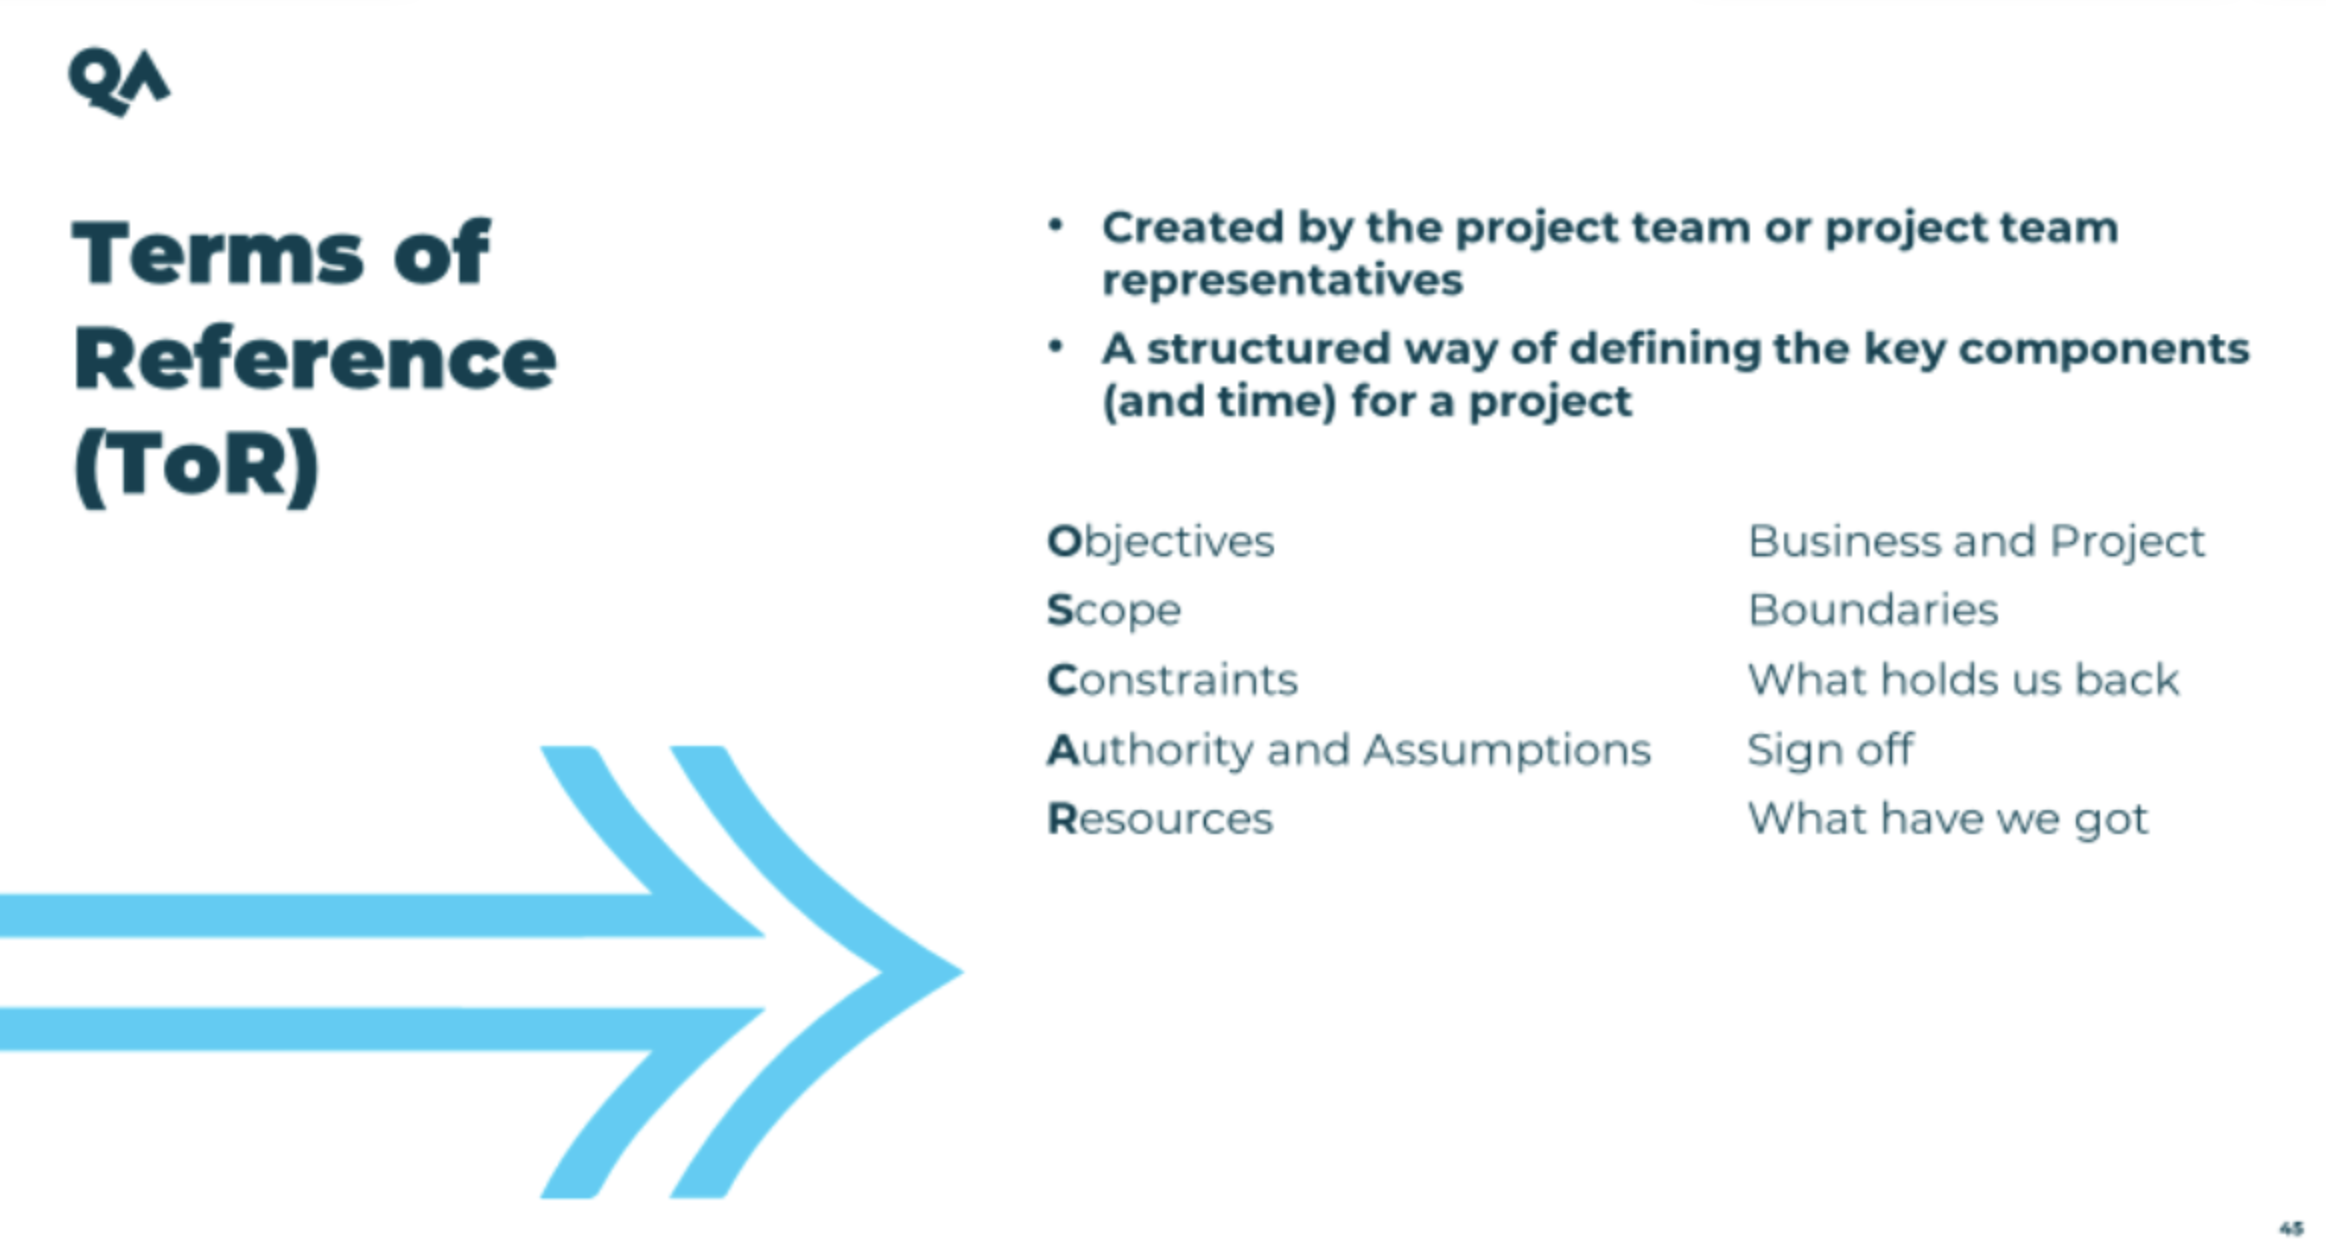 QA
Terms of
Reference
(ToR)
• Created by the project team or project team
representatives
• A structured way of defining the key components
(and time) for a project
Objectives Business and Project
Scope Boundaries
Constraints What holds us back
Authority and Assumptions Sign off
Resources What have we got
45